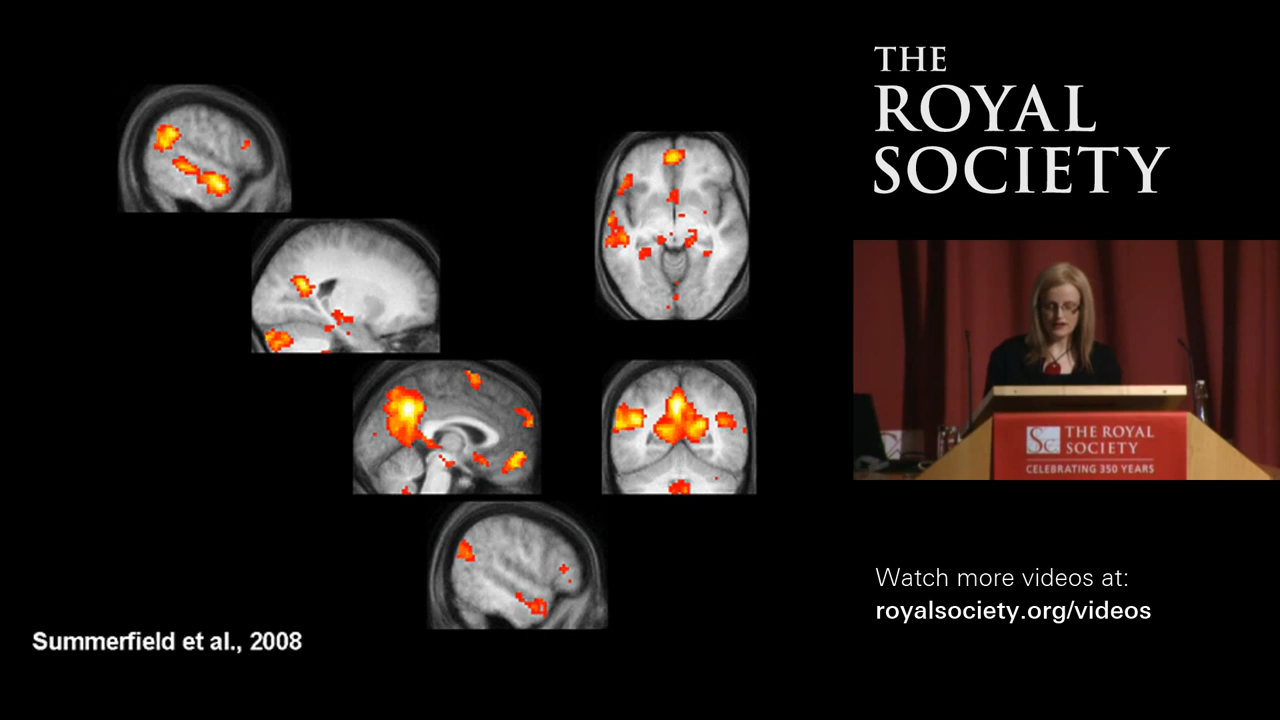 THE
ROYAL
SOCIETY
THE ROYAL
SOCIETY
CELEBRATING 350 YEARS
Watch more videos at:
royalsociety.org/videos
Summerfield et al., 2008